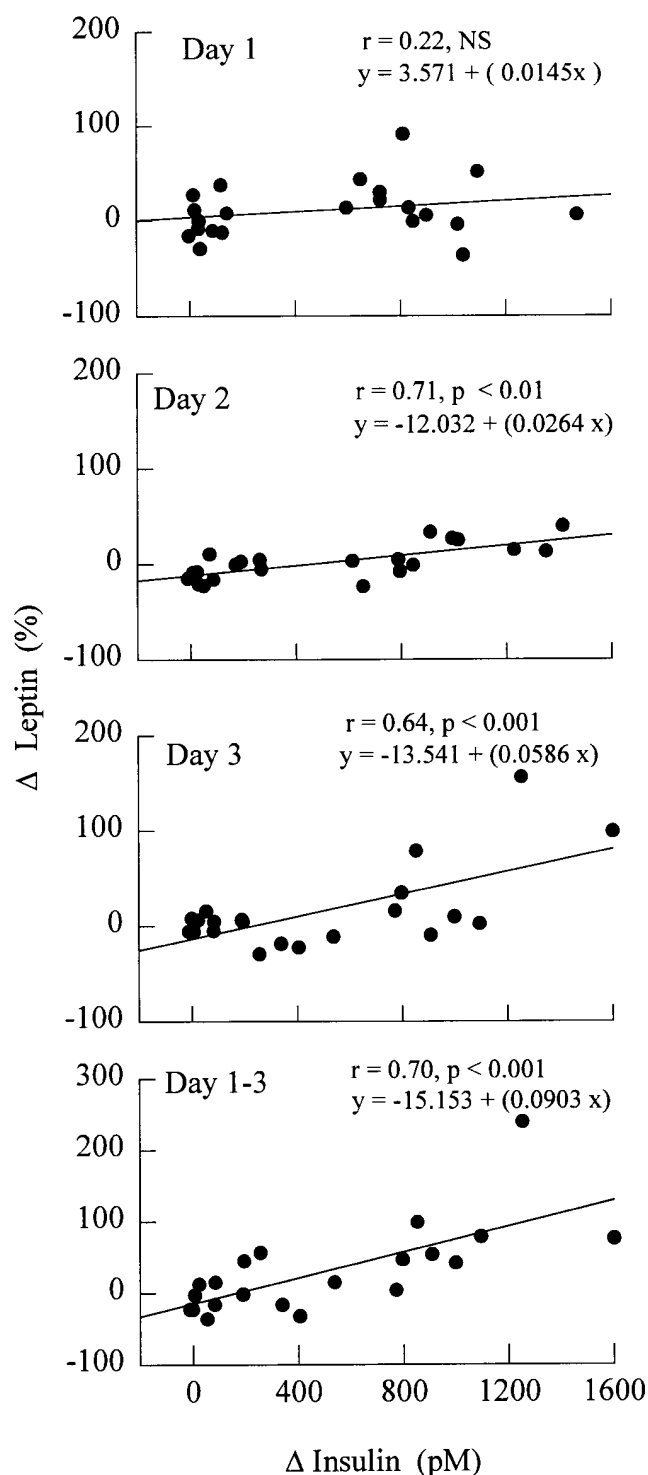 200
Day 1
r = 0.22, NS
y = 3.571 + ( 0.0145x )
100
0
-100
200
Day 2
r = 0.71, p < 0.01
y = -12.032 + (0.0264 x)
100
0
-100
Δ Leptin (%)
200
Day 3
r = 0.64, p < 0.001
y = -13.541 + (0.0586 x)
100
0
-100
300
Day 1-3
r = 0.70, p < 0.001
y = -15.153 + (0.0903 x)
200
100
0
-100
0 400 800 1200 1600
Δ Insulin (pM)